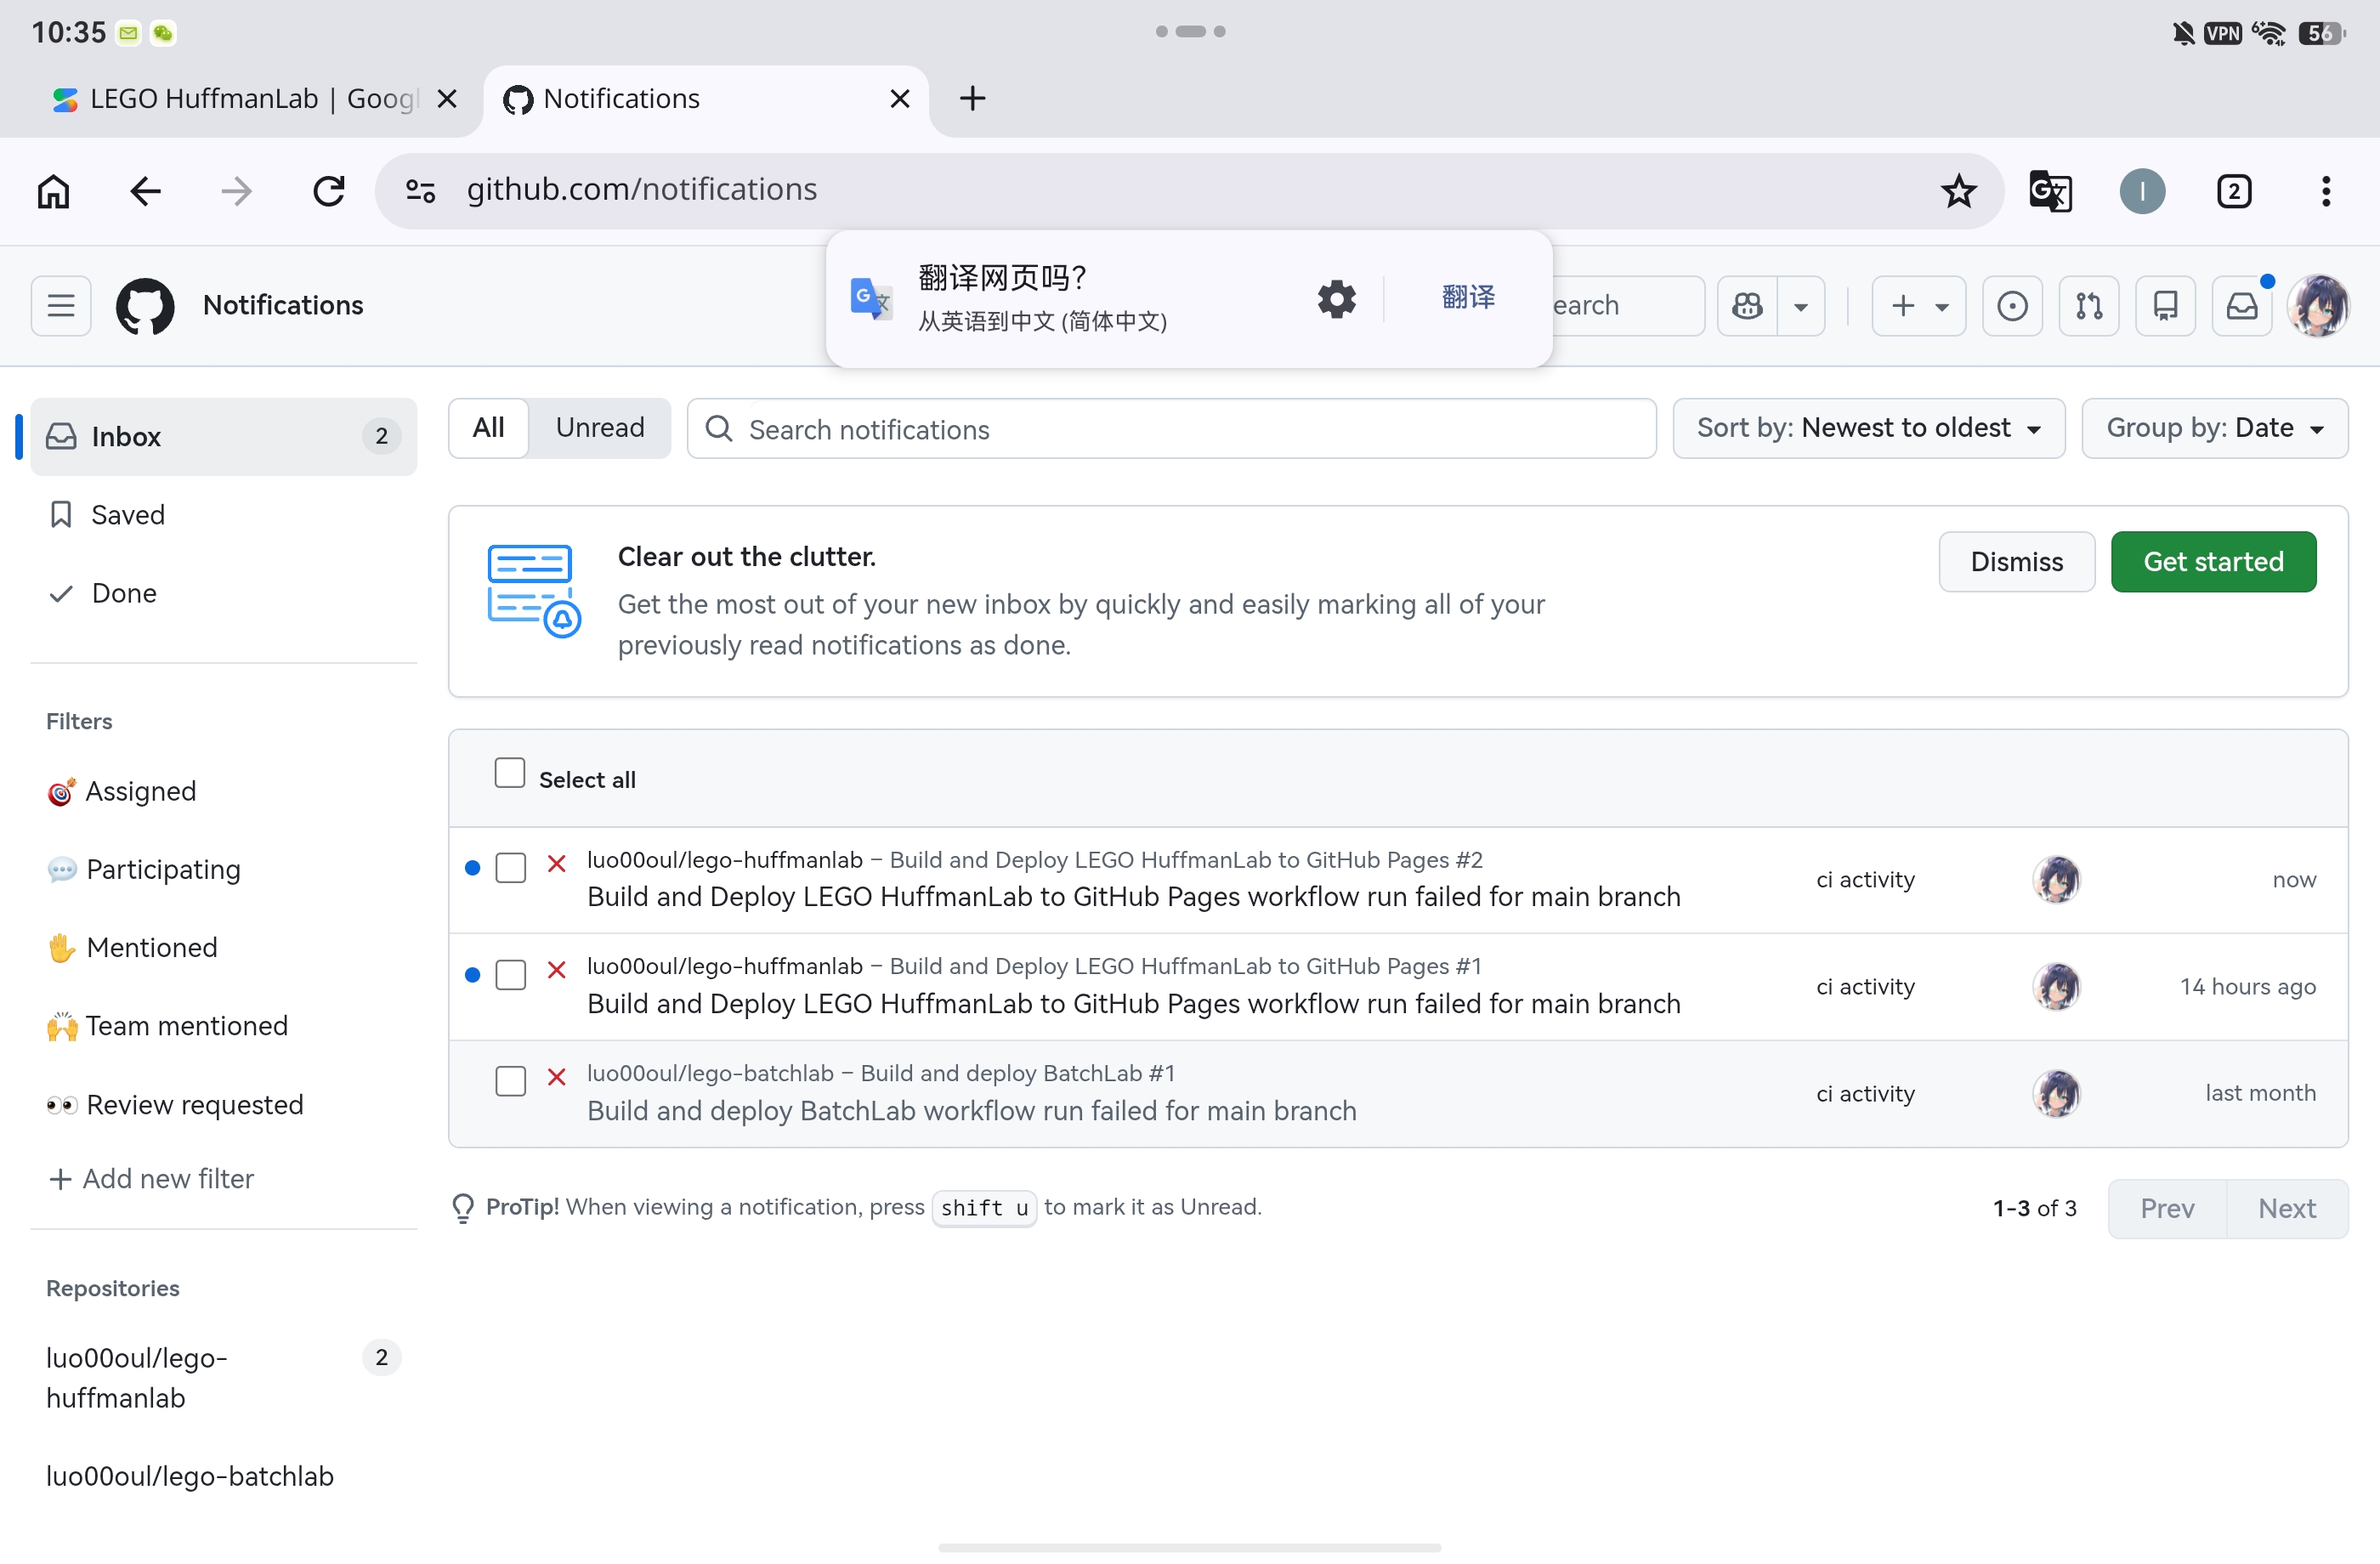 10:35
VPN
56
LEGO HuffmanLab | Googl
Notifications
github.com/notifications
I
2
翻译网页吗?
从英语到中文 (简体中文)
翻译
Notifications
earch
Inbox 2
Saved
Done
Filters
Assigned
Participating
Mentioned
Team mentioned
Review requested
Add new filter
Repositories
luo00oul/lego-
huffmanlab
2
luo00oul/lego-batchlab
All
Unread
Search notifications
Sort by: Newest to oldest
Group by: Date
Clear out the clutter.
Get the most out of your new inbox by quickly and easily marking all of your
previously read notifications as done.
Dismiss
Get started
Select all
luo00oul/lego-huffmanlab – Build and Deploy LEGO HuffmanLab to GitHub Pages #2
Build and Deploy LEGO HuffmanLab to GitHub Pages workflow run failed for main branch
ci activity
now
luo00oul/lego-huffmanlab – Build and Deploy LEGO HuffmanLab to GitHub Pages #1
Build and Deploy LEGO HuffmanLab to GitHub Pages workflow run failed for main branch
ci activity
14 hours ago
luo00oul/lego-batchlab – Build and deploy BatchLab #1
Build and deploy BatchLab workflow run failed for main branch
ci activity
last month
ProTip! When viewing a notification, press shift u to mark it as Unread.
1-3 of 3
Prev
Next